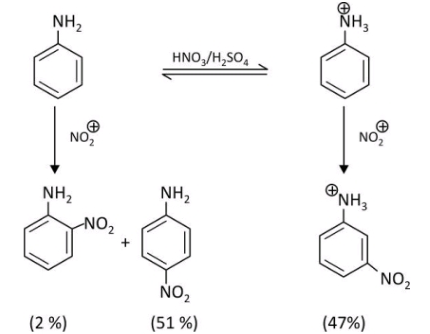 NH2
⊕
NH3
HNO3/H2SO4
NO2⊕
NO2⊕
NH2
NO2
+
NH2
NO2
⊕
NH3
NO2
(2 %)
(51 %)
(47%)